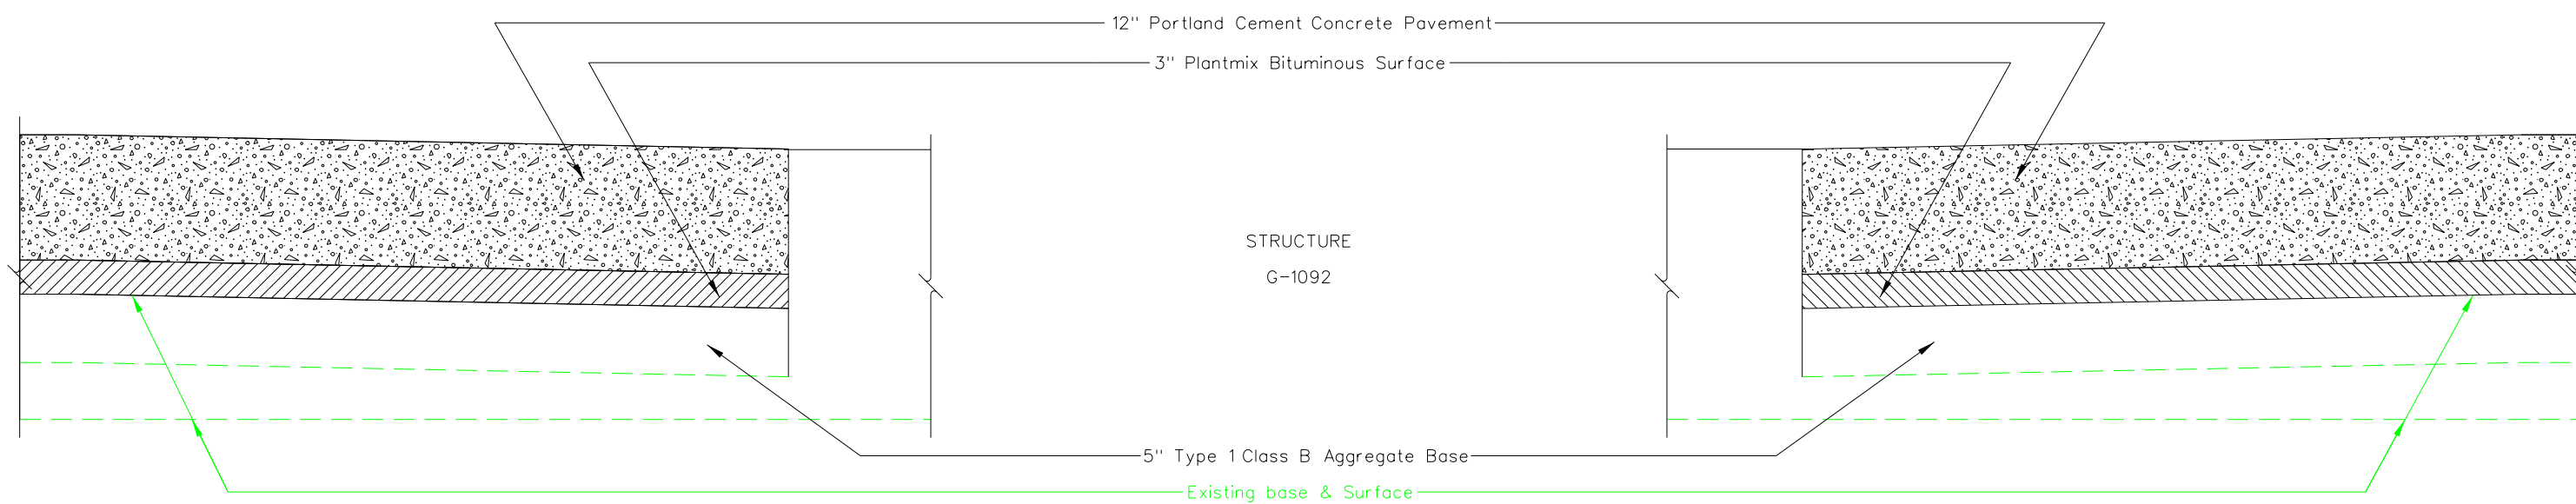 12" Portland Cement Concrete Pavement
3" Plantmix Bituminous Surface
STRUCTURE
G-1092
5" Type 1 Class B Aggregate Base
Existing base & Surface